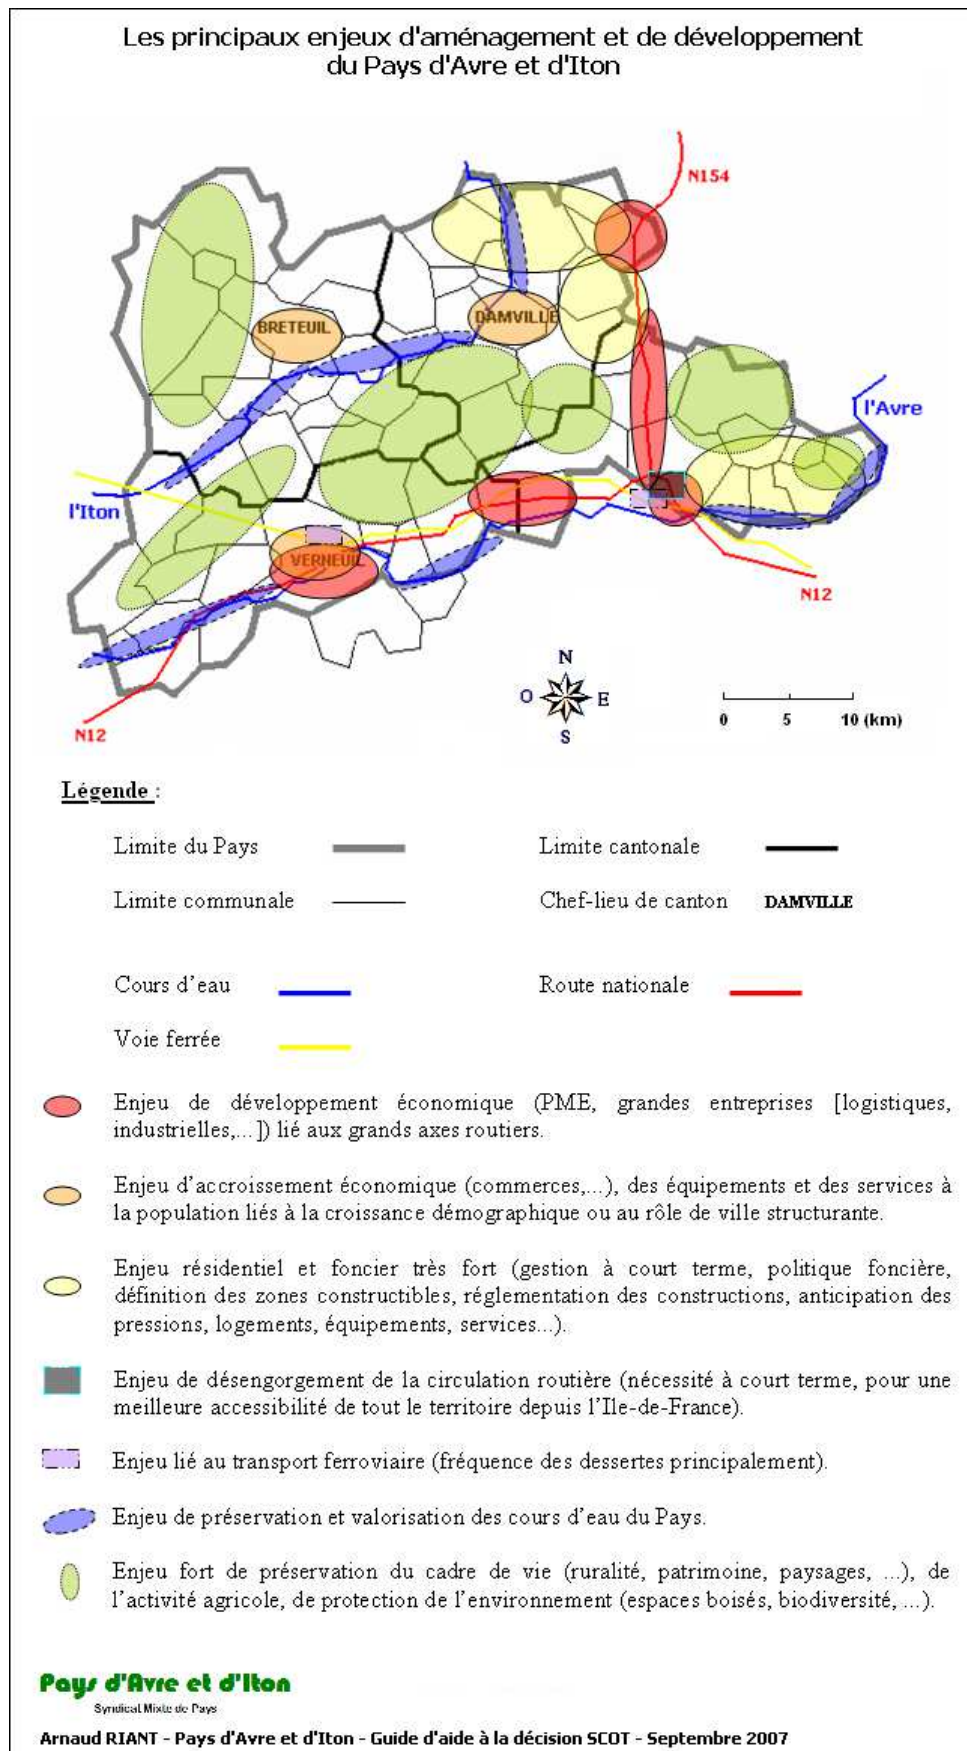 Les principaux enjeux d'aménagement et de développement
du Pays d'Avre et d'Iton
N154
BRETEUIL
DAMVILLE
l'Avre
l'Iton
VERNEUIL
N12
N12
N
O
E
S
0 5 10 (km)
Légende :
Limite du Pays
Limite cantonale
Limite communale
Chef-lieu de canton DAMVILLE
Cours d'eau
Route nationale
Voie ferrée
Enjeu de développement économique (PME, grandes entreprises [logistiques,
industrielles,...]) lié aux grands axes routiers.
Enjeu d'accroissement économique (commerces,...), des équipements et des services à
la population liés à la croissance démographique ou au rôle de ville structurante.
Enjeu résidentiel et foncier très fort (gestion à court terme, politique foncière,
définition des zones constructibles, réglementation des constructions, anticipation des
pressions, logements, équipements, services...).
Enjeu de désengorgement de la circulation routière (nécessité à court terme, pour une
meilleure accessibilité de tout le territoire depuis l'Ile-de-France).
Enjeu lié au transport ferroviaire (fréquence des dessertes principalement).
Enjeu de préservation et valorisation des cours d'eau du Pays.
Enjeu fort de préservation du cadre de vie (ruralité, patrimoine, paysages, ...), de
l'activité agricole, de protection de l'environnement (espaces boisés, biodiversité, ...).
Pays d'Avre et d'Iton
Syndicat Mixte de Pays
Arnaud RIANT - Pays d'Avre et d'Iton - Guide d'aide à la décision SCOT - Septembre 2007